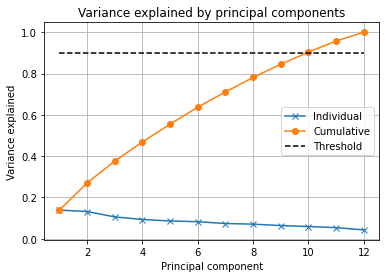 Variance explained by principal components
1.0
0.8
0.6
0.4
0.2
0.0
Variance explained
Individual
Cumulative
Threshold
2 4 6 8 10 12
Principal component